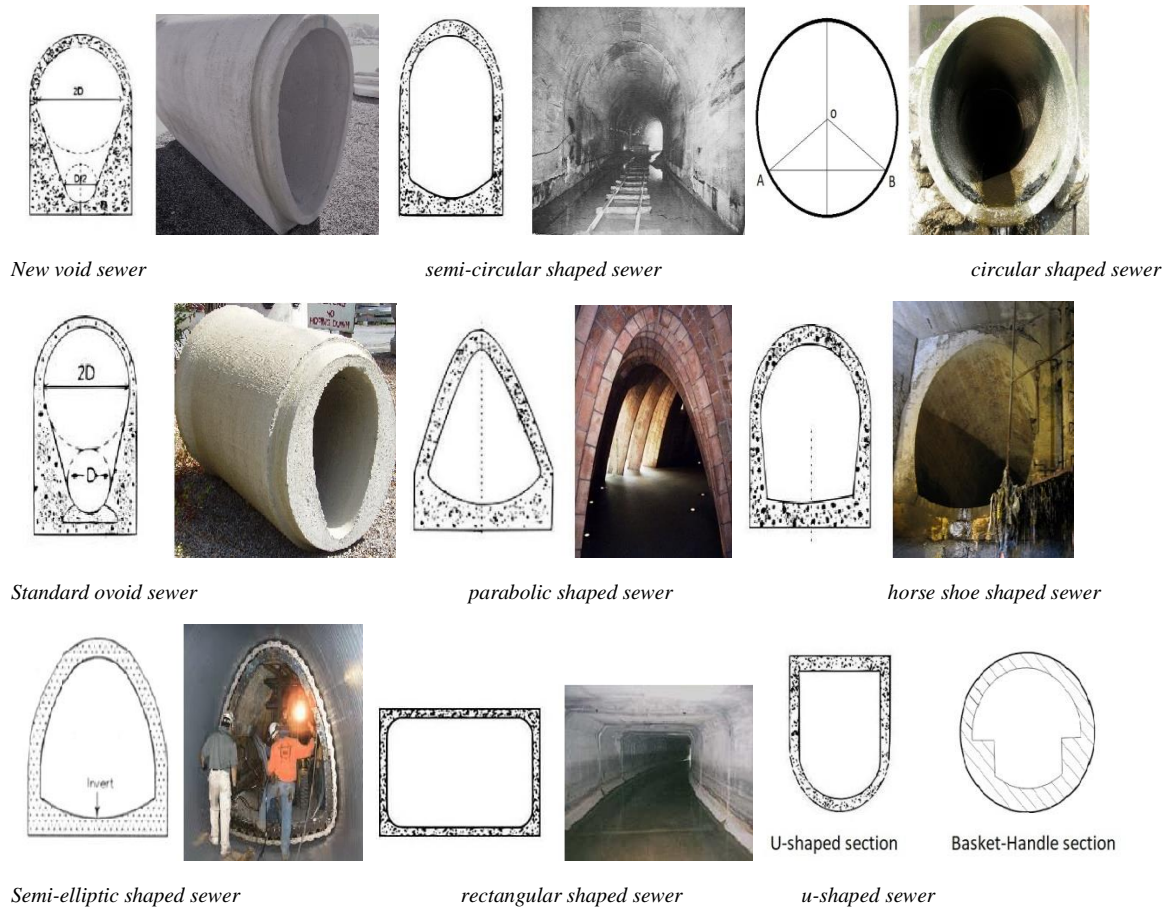 2D
D/2
O
A
B
New void sewer
semi-circular shaped sewer
circular shaped sewer
2D
D
Standard ovoid sewer
parabolic shaped sewer
horse shoe shaped sewer
Invert
U-shaped section
Basket-Handle section
Semi-elliptic shaped sewer
rectangular shaped sewer
u-shaped sewer